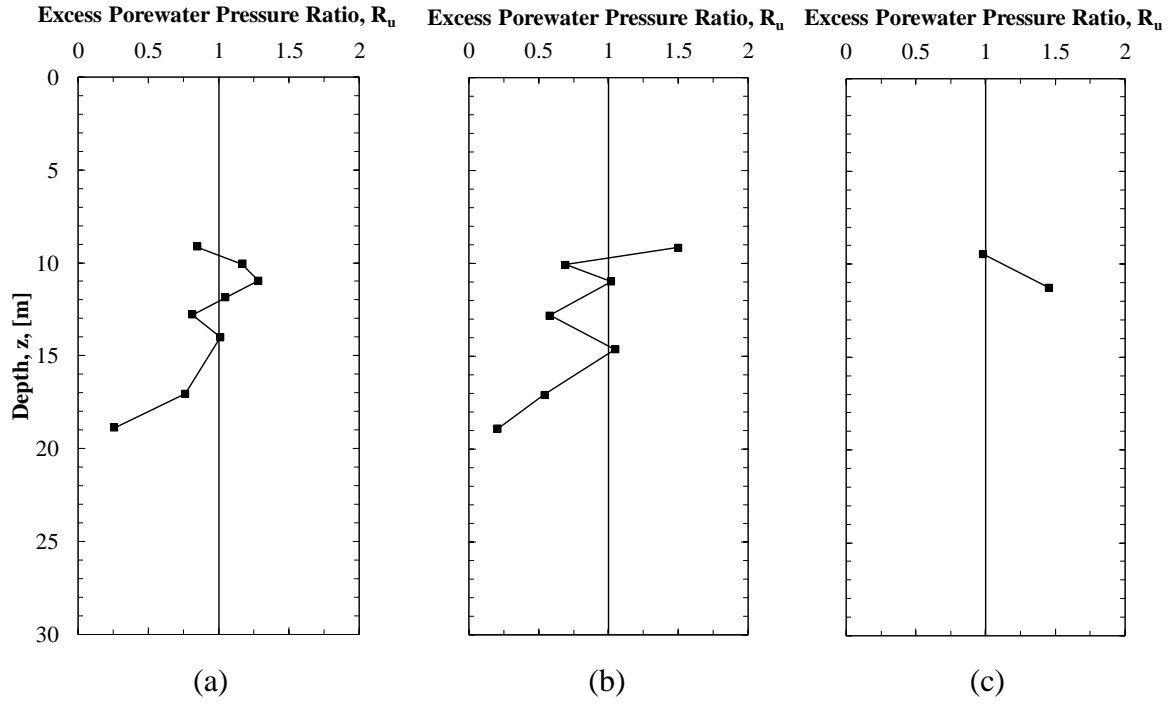 Excess Porewater Pressure Ratio, Ru
Excess Porewater Pressure Ratio, Ru
Excess Porewater Pressure Ratio, Ru
0 0.5 1 1.5 2
0 0.5 1 1.5 2
0 0.5 1 1.5 2
Depth, z, [m]
0
5
10
15
20
25
30
(a)
(b)
(c)